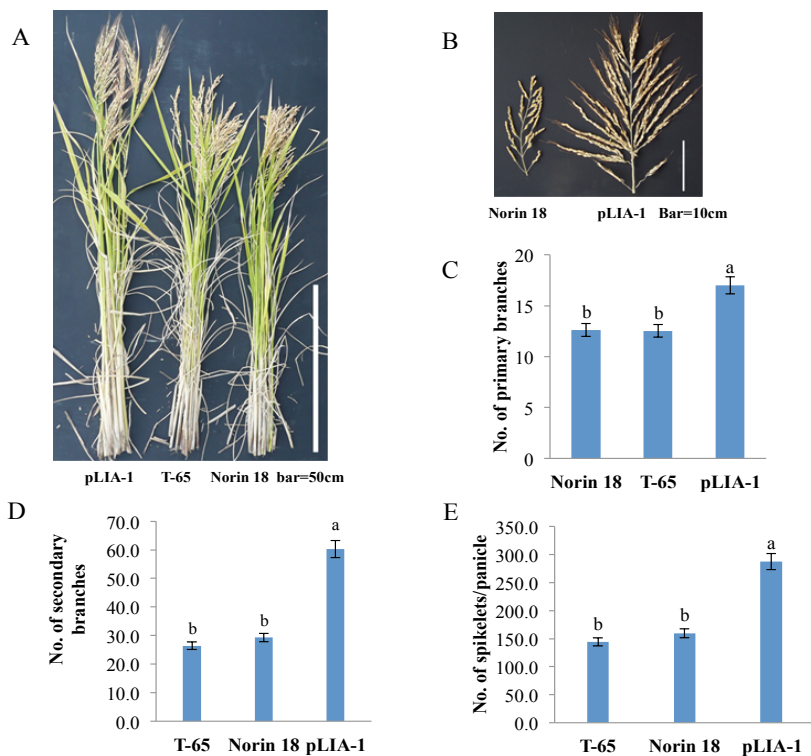 A
pLIA-1 T-65 Norin 18 bar=50cm
B
Norin 18 pLIA-1 Bar=10cm
C
No. of primary branches
20
15
10
5
0
b
b
a
Norin 18 T-65 pLIA-1
D
No. of secondary
branches
70.0
60.0
50.0
40.0
30.0
20.0
10.0
0.0
b
b
a
T-65 Norin 18 pLIA-1
E
No. of spikelets/panicle
350.0
300.0
250.0
200.0
150.0
100.0
50.0
0.0
b
b
a
T-65 Norin 18 pLIA-1